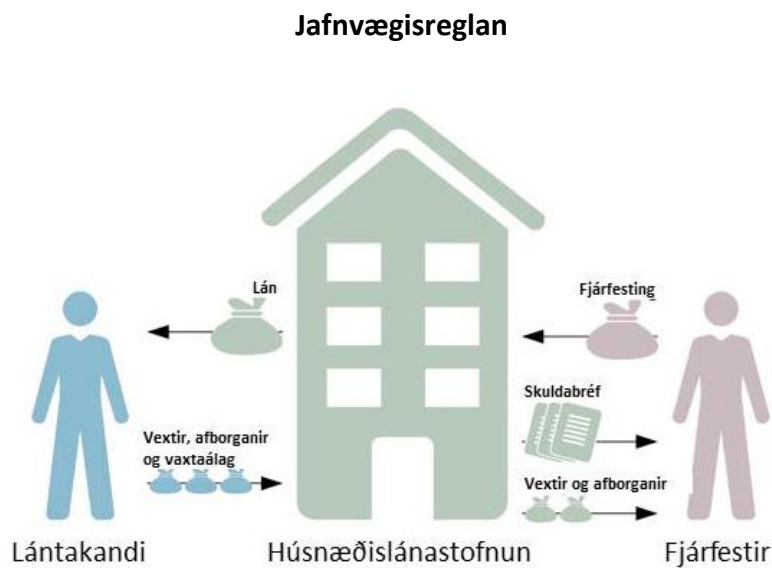 Jafnvægisreglan
Lán
Fjárfesting
Skuldabréf
Vextir, afborganir
og vaxtaálag
Vextir og afborganir
Lántakandi
Húsnæðislánastofnun
Fjárfestir